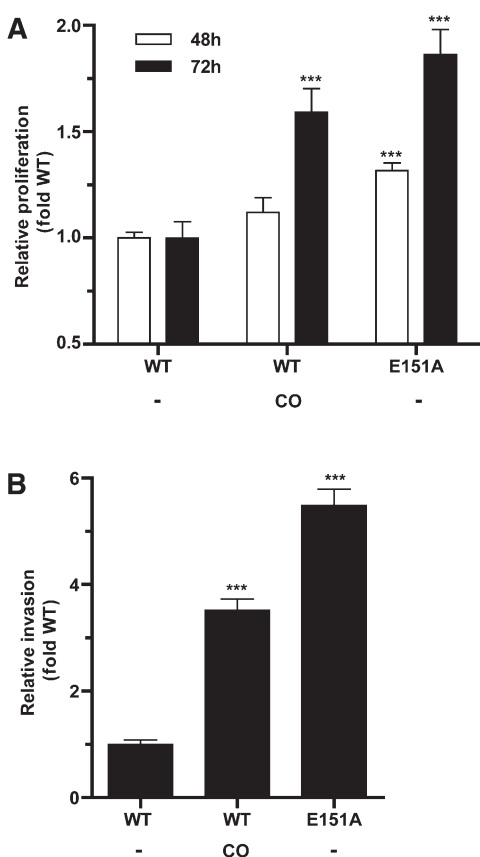 A
2.0
1.5
1.0
0.5
Relative proliferation
(fold WT)
48h
72h
***
***
***
WT WT E151A
- CO -
B
6
4
2
0
Relative invasion
(fold WT)
***
***
WT WT E151A
- CO -